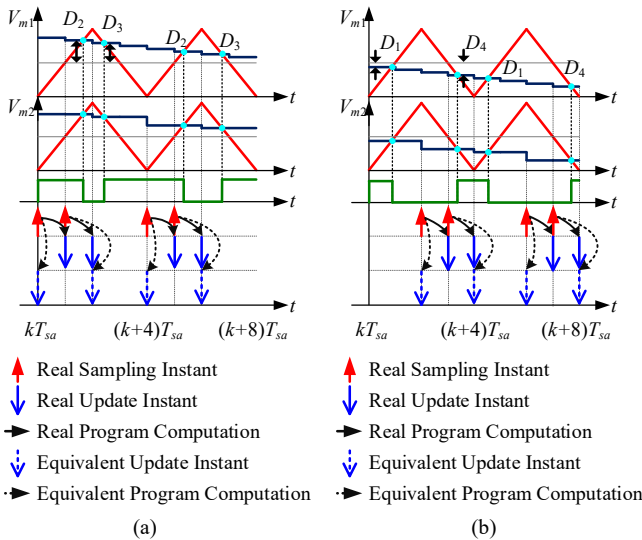 V_{m1} D_2 D_3 D_2 D_3 t
V_{m2} t
t
t
kT_{sa} (k+4)T_{sa} (k+8)T_{sa}
Real Sampling Instant
Real Update Instant
Real Program Computation
Equivalent Update Instant
Equivalent Program Computation
(a)
V_{m1} D_1 D_4 D_1 D_4 t
V_{m2} t
t
t
kT_{sa} (k+4)T_{sa} (k+8)T_{sa}
Real Sampling Instant
Real Update Instant
Real Program Computation
Equivalent Update Instant
Equivalent Program Computation
(b)